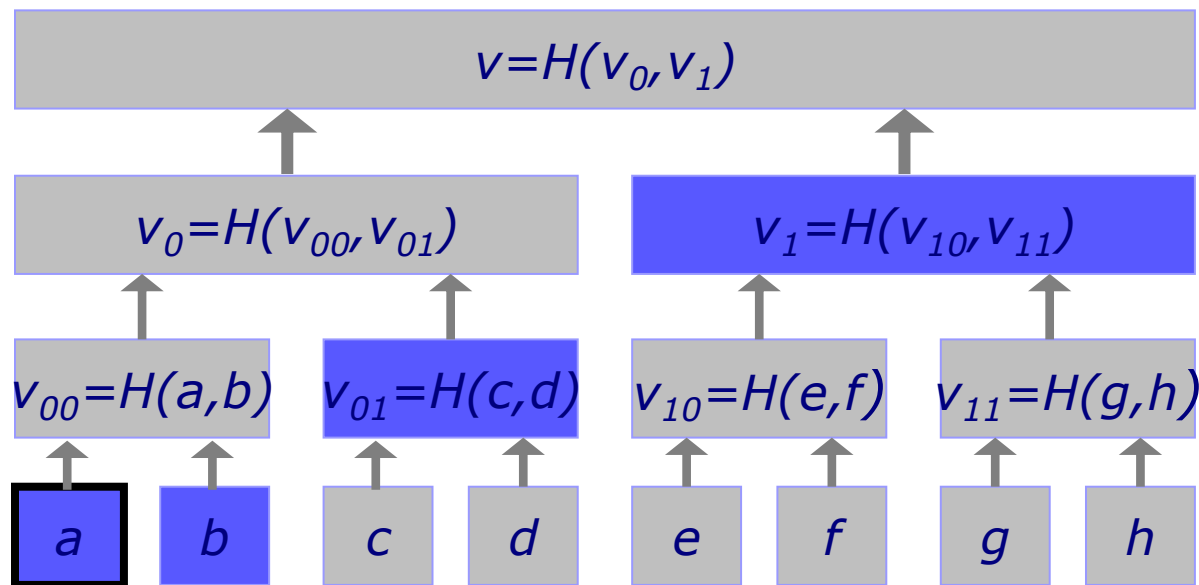 v=H(v₀,v₁)
v₀=H(v₀₀,v₀₁) v₁=H(v₁₀,v₁₁)
v₀₀=H(a,b) v₀₁=H(c,d) v₁₀=H(e,f) v₁₁=H(g,h)
a b c d e f g h